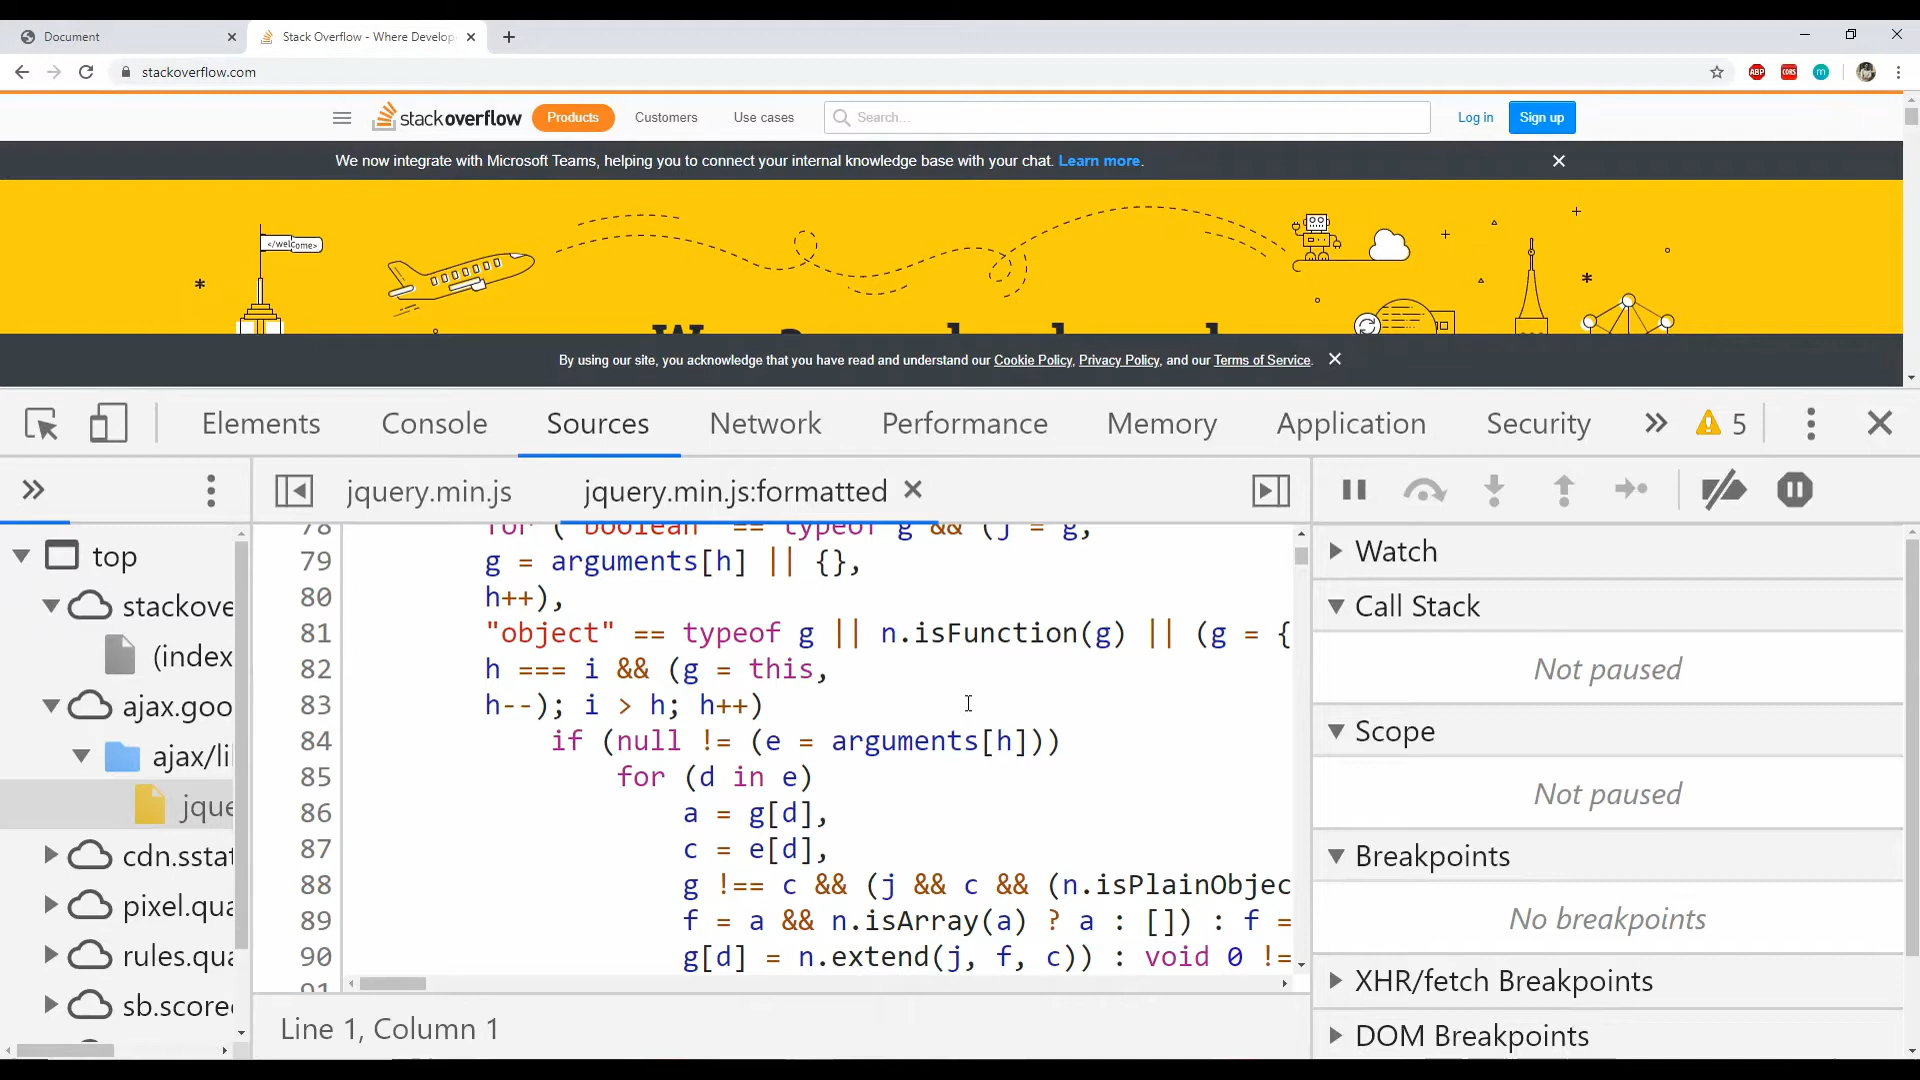 Document
Stack Overflow - Where Develop
stackoverflow.com
ABP
CORS
m
stackoverflow
Products
Customers
Use cases
Search...
Log in
Sign up
We now integrate with Microsoft Teams, helping you to connect your internal knowledge base with your chat. Learn more.
</welcome>
By using our site, you acknowledge that you have read and understand our Cookie Policy, Privacy Policy, and our Terms of Service.
Elements
Console
Sources
Network
Performance
Memory
Application
Security
5
jquery.min.js
jquery.min.js:formatted
top
stackove
(index
ajax.goo
ajax/li
jque
cdn.sstat
pixel.qua
rules.qua
sb.score
78 for ("boolean" == typeof g && (j = g,
79 g = arguments[h] || {},
80 h++),
81 "object" == typeof g || n.isFunction(g) || (g = {
82 h === i && (g = this,
83 h--); i > h; h++)
84 if (null != (e = arguments[h]))
85 for (d in e)
86 a = g[d],
87 c = e[d],
88 g !== c && (j && c && (n.isPlainObjec
89 f = a && n.isArray(a) ? a : []) : f =
90 g[d] = n.extend(j, f, c)) : void 0 !=
91
Line 1, Column 1
Watch
Call Stack
Not paused
Scope
Not paused
Breakpoints
No breakpoints
XHR/fetch Breakpoints
DOM Breakpoints